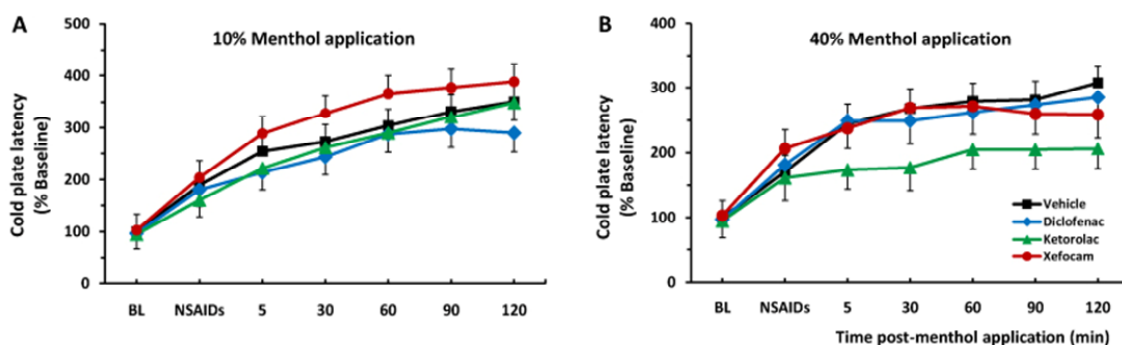 A
10% Menthol application
Cold plate latency
(% Baseline)
500
400
300
200
100
0
BL NSAIDs 5 30 60 90 120
B
40% Menthol application
Cold plate latency
(% Baseline)
400
300
200
100
0
Vehicle
Diclofenac
Ketorolac
Xefocam
BL NSAIDs 5 30 60 90 120
Time post-menthol application (min)